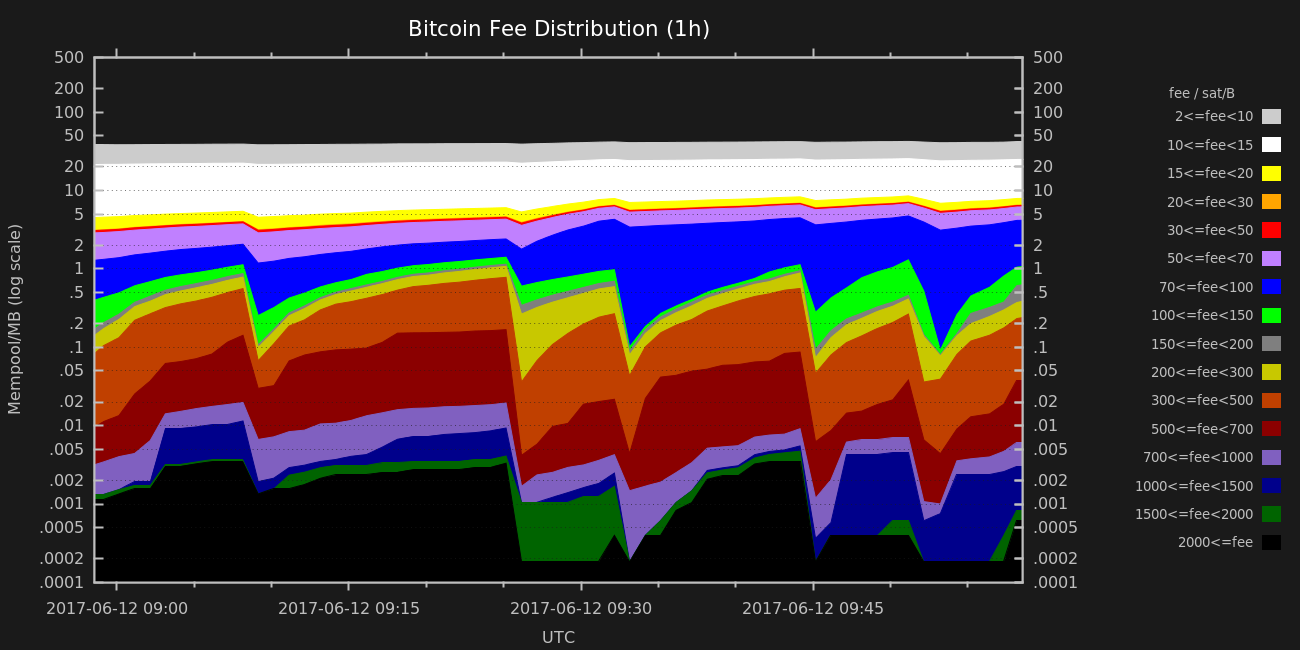 Bitcoin Fee Distribution (1h)
500
200
100
50
20
10
5
2
1
.5
.2
.1
.05
.02
.01
.005
.002
.001
.0005
.0002
.0001
Mempool/MB (log scale)
500
200
100
50
20
10
5
2
1
.5
.2
.1
.05
.02
.01
.005
.002
.001
.0005
.0002
.0001
2017-06-12 09:00
2017-06-12 09:15
2017-06-12 09:30
2017-06-12 09:45
UTC
fee / sat/B
2<=fee<10
10<=fee<15
15<=fee<20
20<=fee<30
30<=fee<50
50<=fee<70
70<=fee<100
100<=fee<150
150<=fee<200
200<=fee<300
300<=fee<500
500<=fee<700
700<=fee<1000
1000<=fee<1500
1500<=fee<2000
2000<=fee